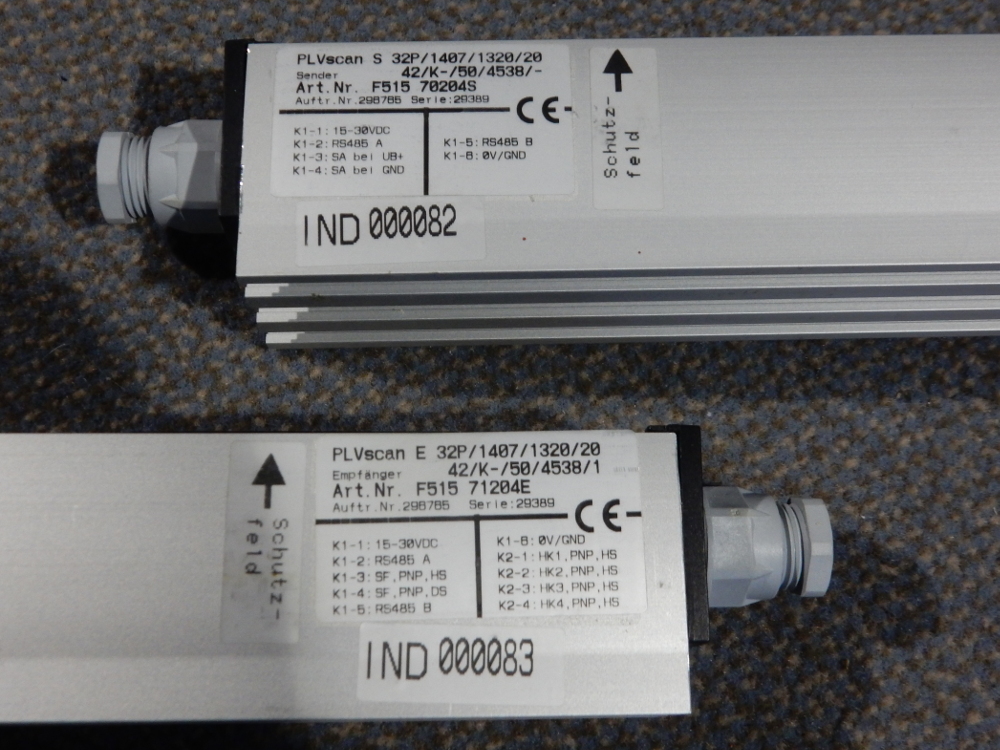 PLVscan S 32P/1407/1320/20
Sender 42/K-/50/4538/-
Art.Nr. F515 70204S
Auftr.Nr.296765 Serie:29389
CE
K1-1: 15-30VDC
K1-2: RS485 A
K1-3: SA bei UB+
K1-4: SA bei GND
K1-5: RS485 B
K1-6: 0V/GND
Schutz-
feld
IND 000082
PLVscan E 32P/1407/1320/20
Empfänger 42/K-/50/4538/1
Art.Nr. F515 71204E
Auftr.Nr.296765 Serie:29389
CE
K1-1: 15-30VDC
K1-2: RS485 A
K1-3: SF,PNP,HS
K1-4: SF,PNP,DS
K1-5: RS485 B
K1-6: 0V/GND
K2-1: HK1,PNP,HS
K2-2: HK2,PNP,HS
K2-3: HK3,PNP,HS
K2-4: HK4,PNP,HS
Schutz-
feld
IND 000083